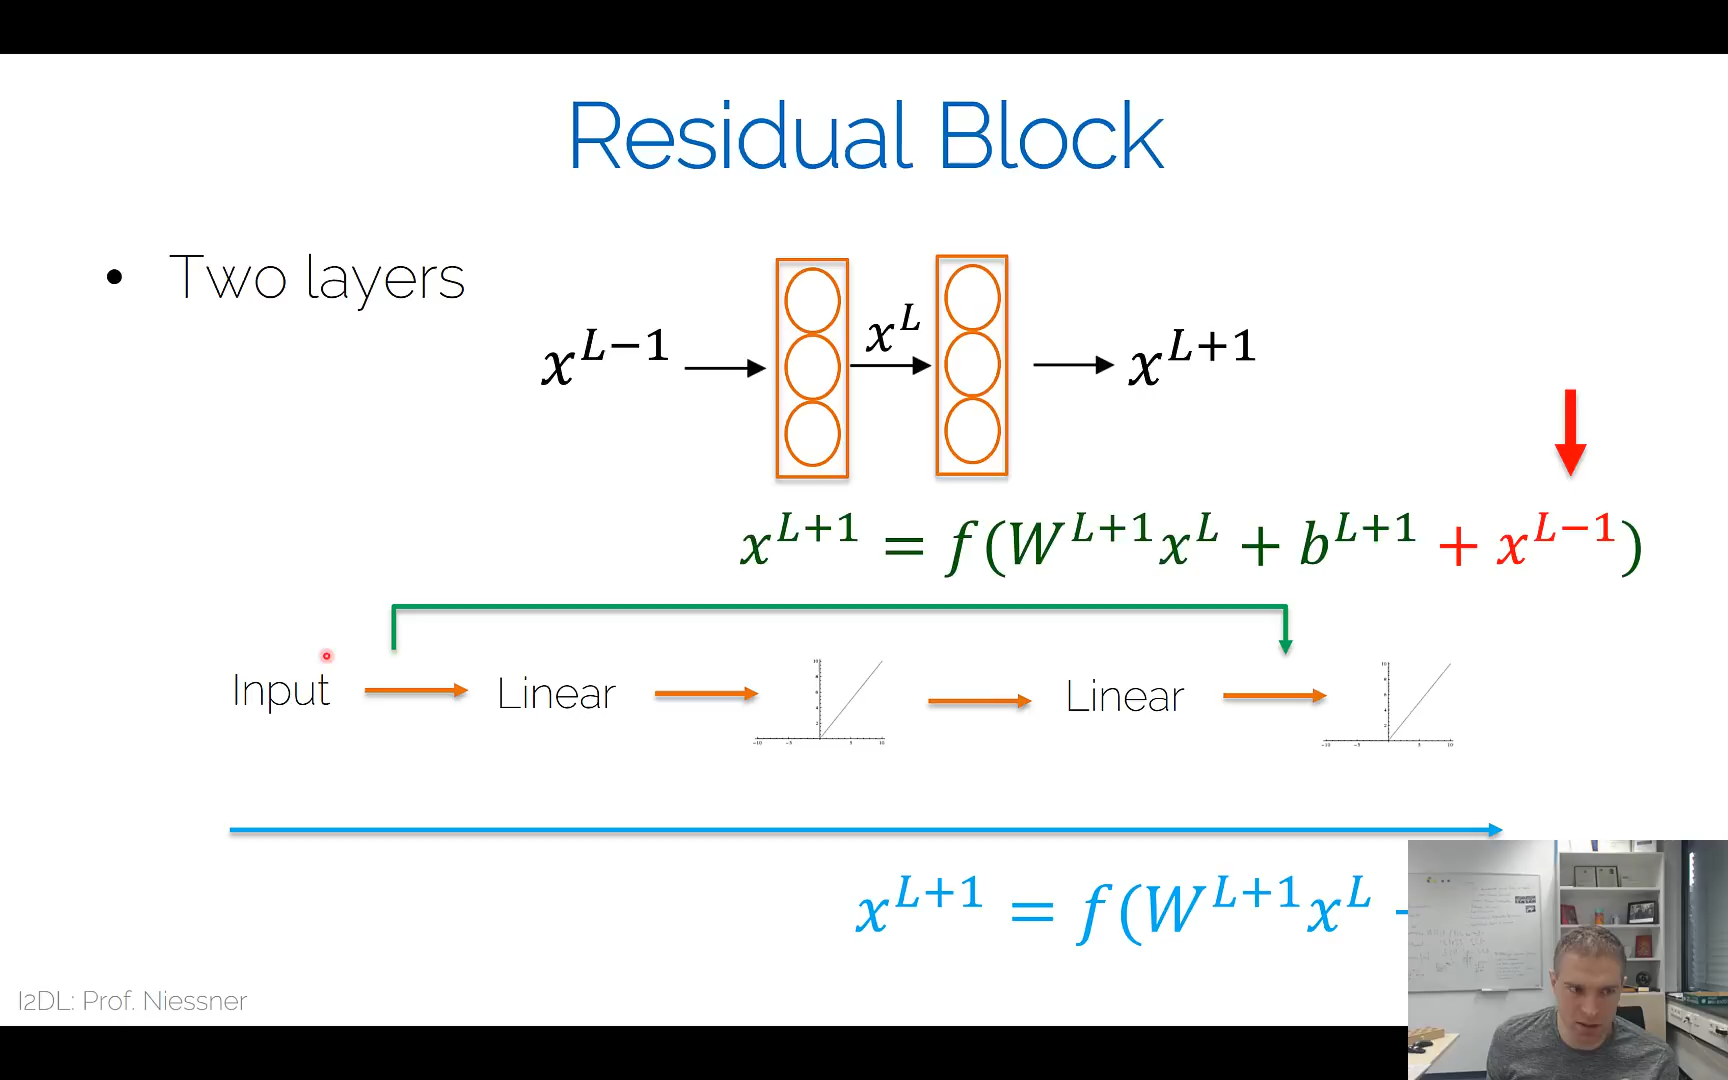 Residual Block
• Two layers
x^{L−1} x^{L} x^{L+1}
x^{L+1} = f(W^{L+1}x^{L} + b^{L+1} + x^{L−1})
Input Linear Linear
x^{L+1} = f(W^{L+1}x^{L}
I2DL: Prof. Niessner